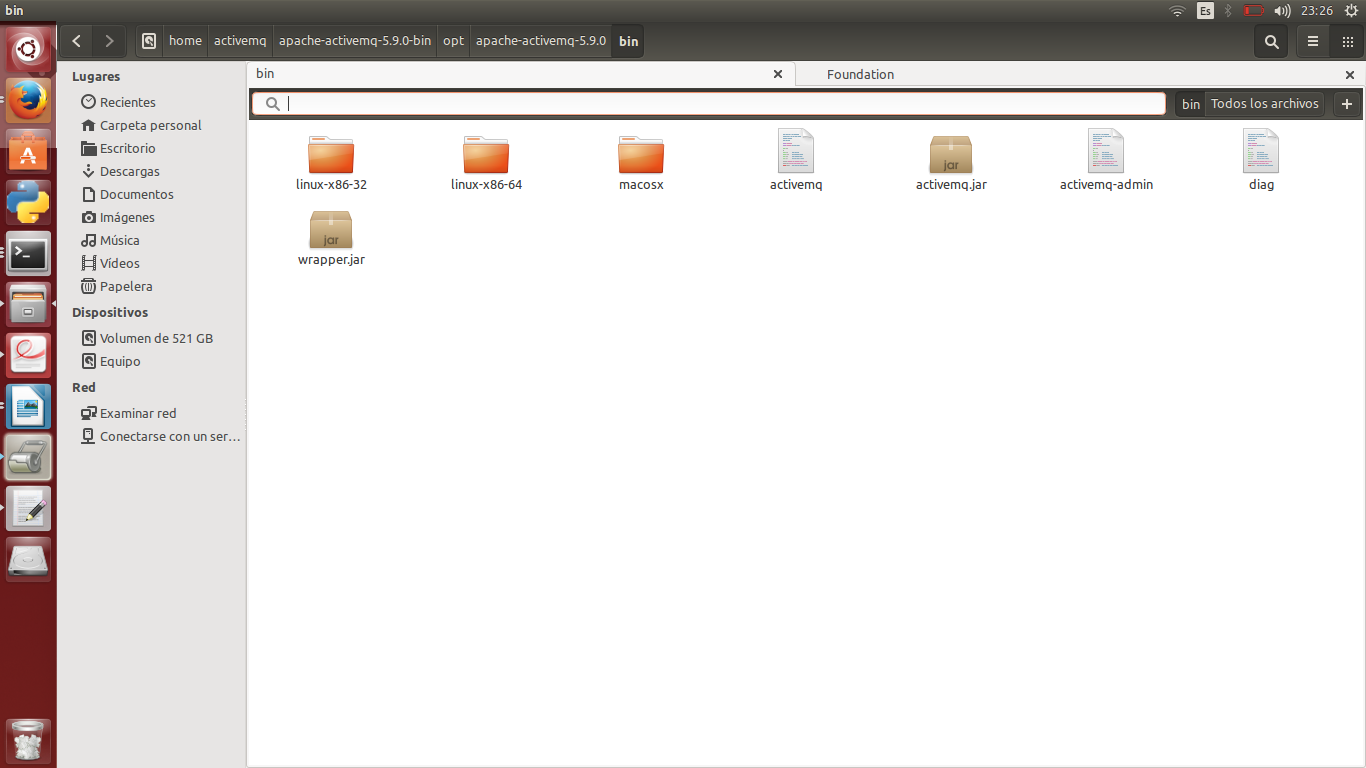 bin
Es
23:26
home activemq apache-activemq-5.9.0-bin opt apache-activemq-5.9.0 bin
Lugares
Recientes
Carpeta personal
Escritorio
Descargas
Documentos
Imágenes
Música
Vídeos
Papelera
Dispositivos
Volumen de 521 GB
Equipo
Red
Examinar red
Conectarse con un ser...
bin
Foundation
bin Todos los archivos
linux-x86-32
linux-x86-64
macosx
activemq
jar
activemq.jar
activemq-admin
diag
jar
wrapper.jar